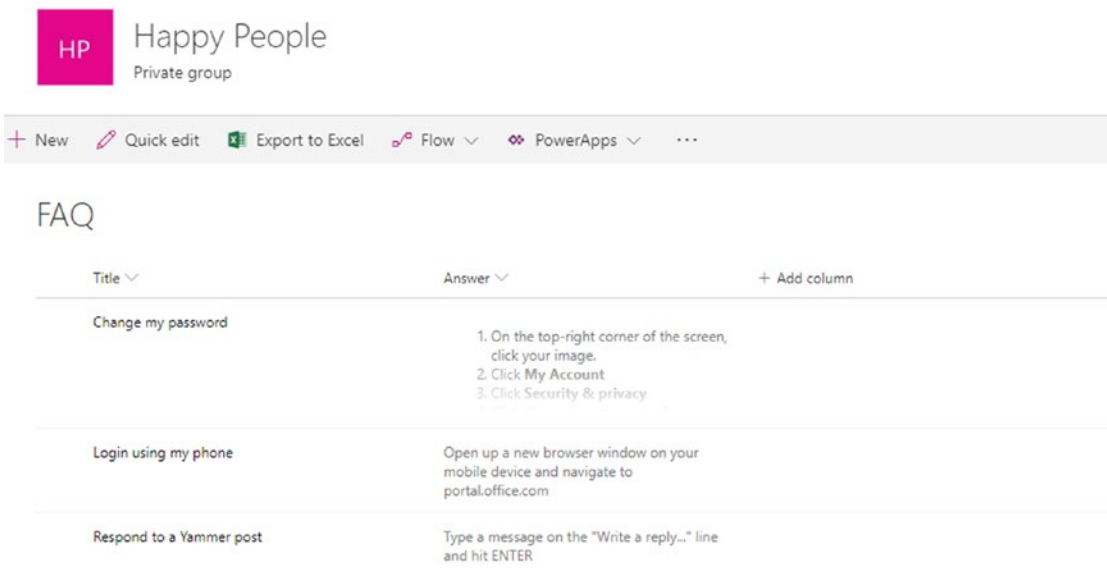 HP
Happy People
Private group
+ New Quick edit Export to Excel Flow PowerApps ...
FAQ
Title Answer + Add column
Change my password
1. On the top-right corner of the screen,
click your image.
2. Click My Account
3. Click Security & privacy
Login using my phone
Open up a new browser window on your
mobile device and navigate to
portal.office.com
Respond to a Yammer post
Type a message on the "Write a reply..." line
and hit ENTER